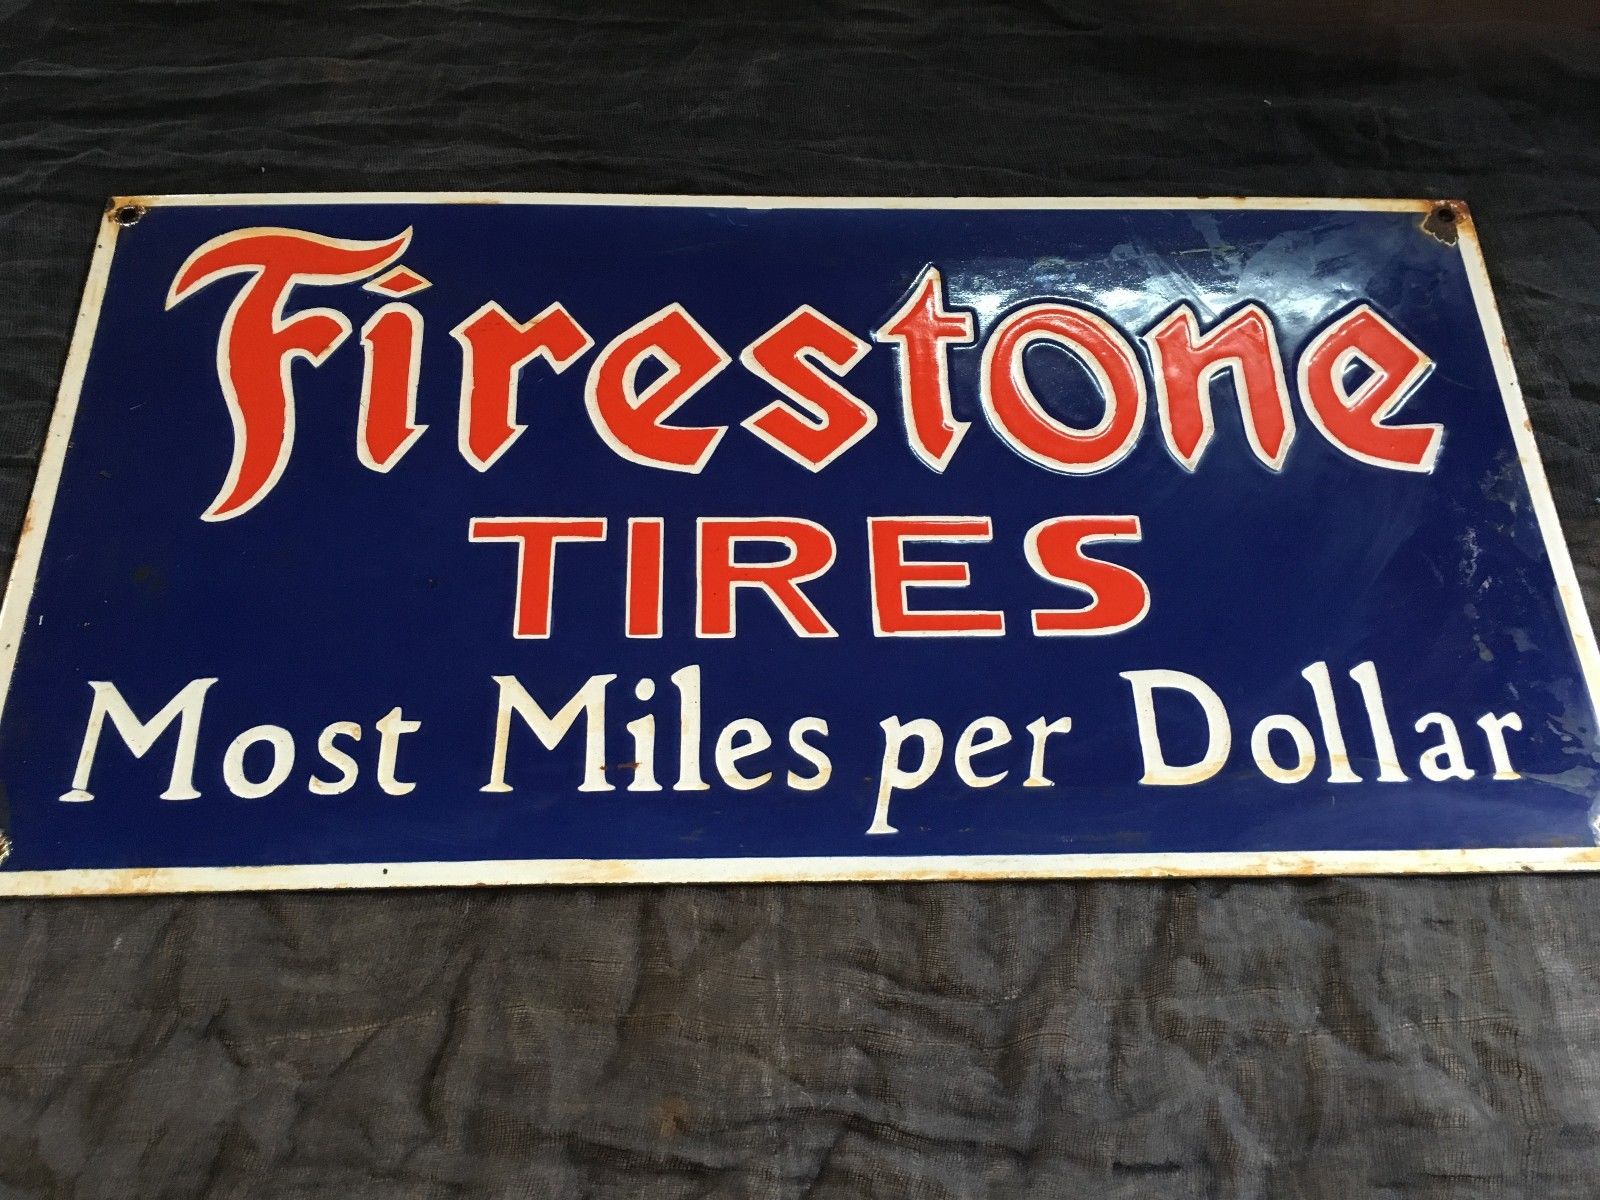 Firestone
TIRES
Most Miles per Dollar